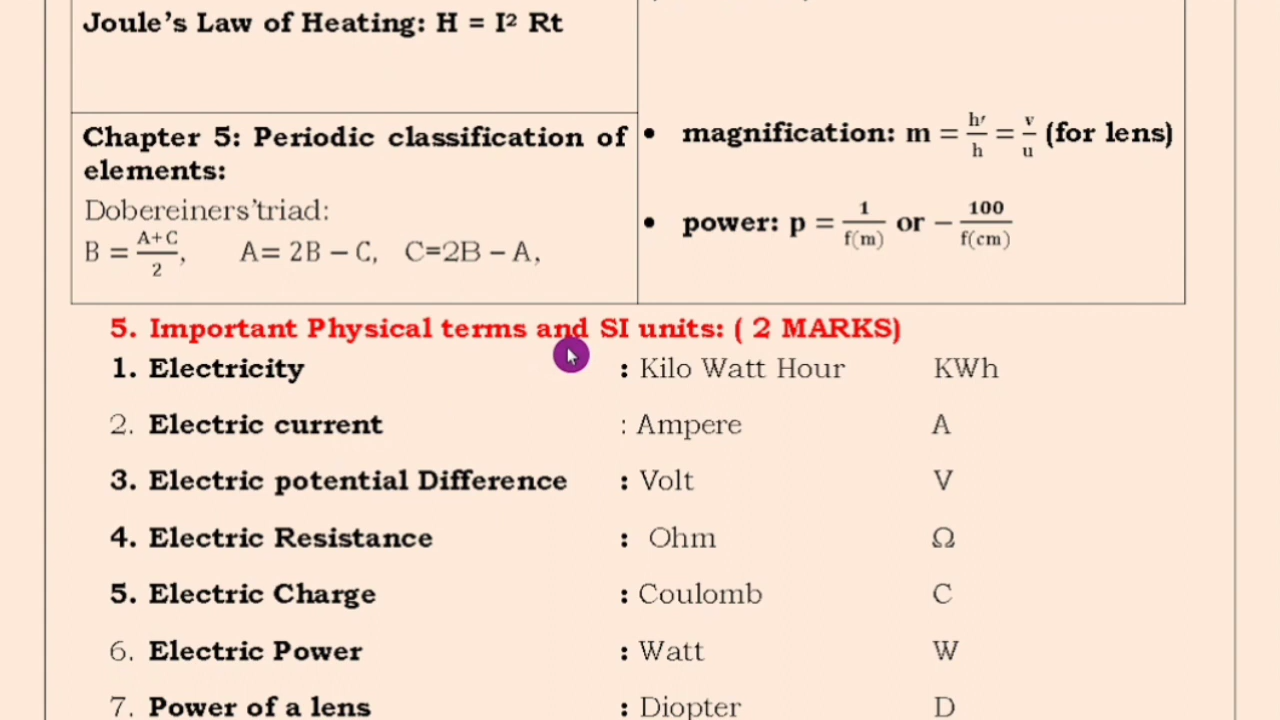 Joule’s Law of Heating: H = I² Rt
Chapter 5: Periodic classification of
elements:
Dobereiners’triad:
B = A+C/2, A= 2B – C, C=2B – A,
• magnification: m = h′/h = v/u (for lens)
• power: p = 1/f(m) or – 100/f(cm)
5. Important Physical terms and SI units: ( 2 MARKS)
1. Electricity : Kilo Watt Hour KWh
2. Electric current : Ampere A
3. Electric potential Difference : Volt V
4. Electric Resistance : Ohm Ω
5. Electric Charge : Coulomb C
6. Electric Power : Watt W
7. Power of a lens : Diopter D